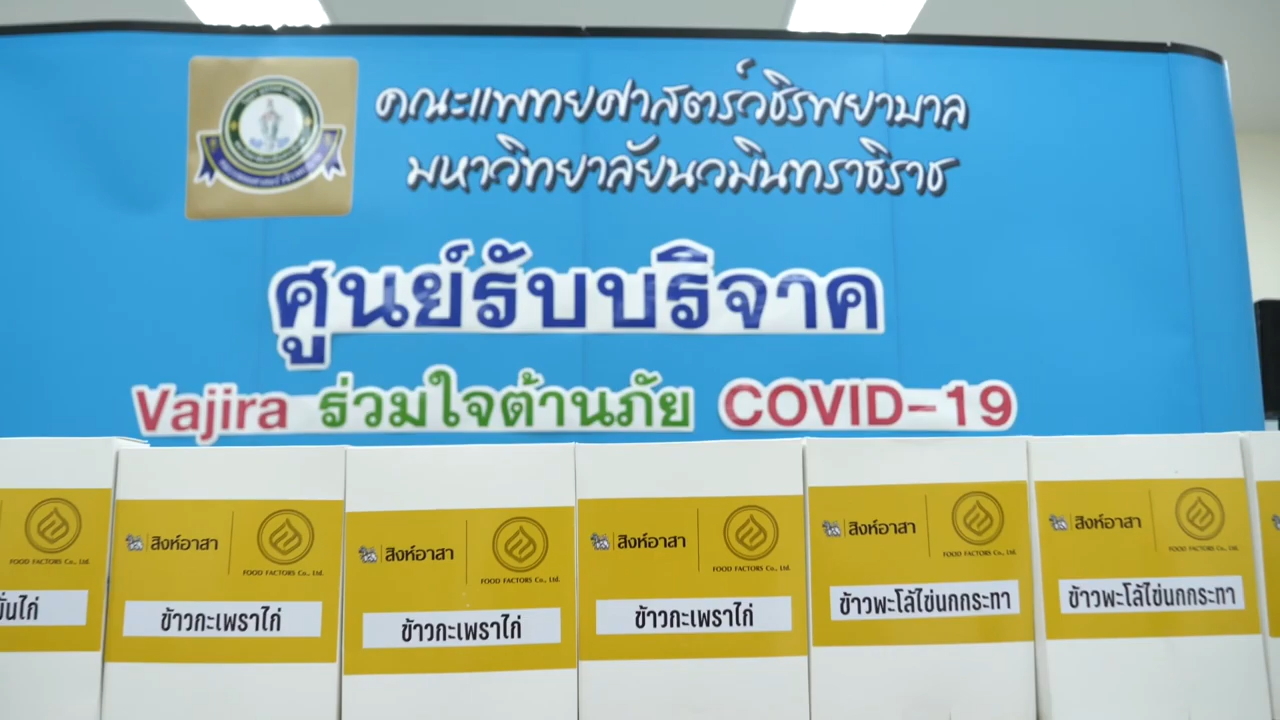 คณะแพทยศาสตร์วชิรพยาบาล
มหาวิทยาลัยนวมินทราธิราช
ศูนย์รับบริจาค
Vajira ร่วมใจต้านภัย COVID-19
FOOD FACTORS Co., Ltd.
สิงห์อาสา
FOOD FACTORS Co., Ltd.
ข้าวกะเพราไก่
สิงห์อาสา
FOOD FACTORS Co., Ltd.
ข้าวกะเพราไก่
สิงห์อาสา
FOOD FACTORS Co., Ltd.
ข้าวกะเพราไก่
สิงห์อาสา
FOOD FACTORS Co., Ltd.
ข้าวพะโล้ไข่นกกระทา
สิงห์อาสา
FOOD FACTORS Co., Ltd.
ข้าวพะโล้ไข่นกกระทา